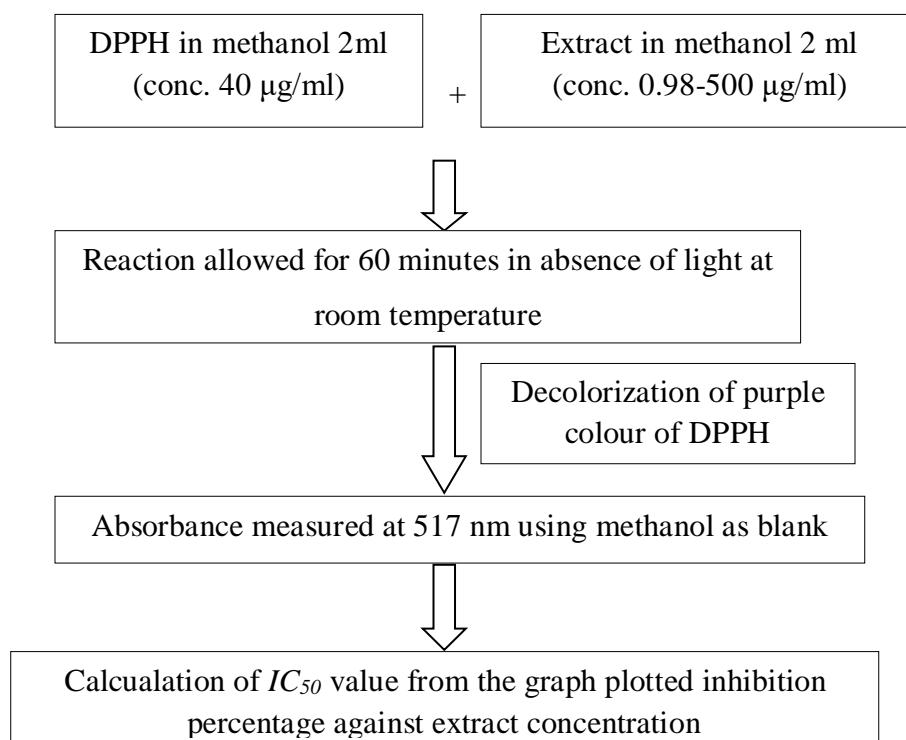 DPPH in methanol 2ml
(conc. 40 μg/ml)
+
Extract in methanol 2 ml
(conc. 0.98-500 μg/ml)
Reaction allowed for 60 minutes in absence of light at
room temperature
Decolorization of purple
colour of DPPH
Absorbance measured at 517 nm using methanol as blank
Calcualation of IC50 value from the graph plotted inhibition
percentage against extract concentration